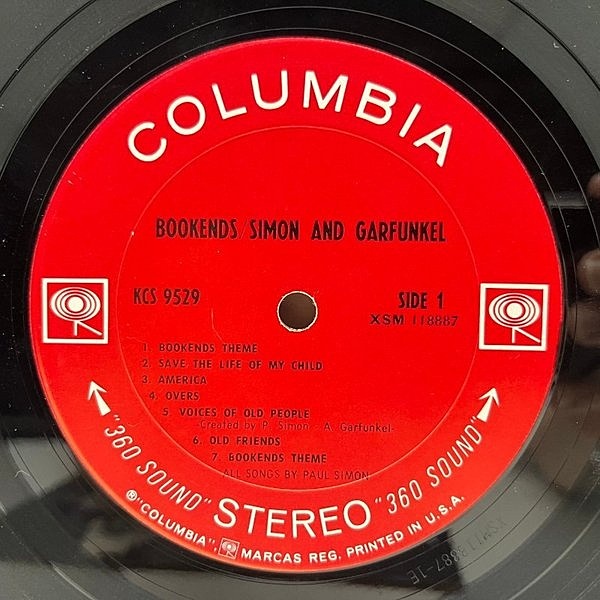 COLUMBIA
BOOKENDS/SIMON AND GARFUNKEL
KCS 9529
SIDE 1
XSM 118887
1. BOOKENDS THEME
2. SAVE THE LIFE OF MY CHILD
3. AMERICA
4. OVERS
5. VOICES OF OLD PEOPLE
-Created by P. Simon - A. Garfunkel-
6. OLD FRIENDS
7. BOOKENDS THEME
ALL SONGS BY PAUL SIMON
"360 SOUND" STEREO "360 SOUND"
®"COLUMBIA", MARCAS REG. PRINTED IN U.S.A.
XSM118887-1E